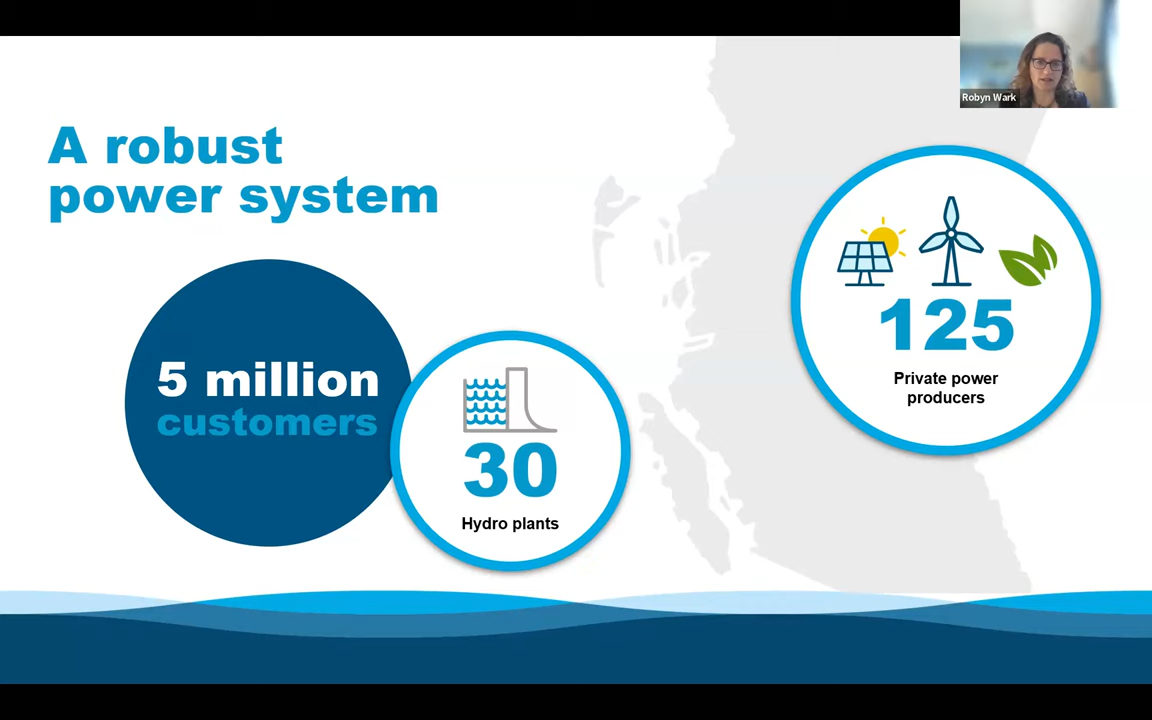 Robyn Wark
A robust
power system
5 million
customers
30
Hydro plants
125
Private power
producers